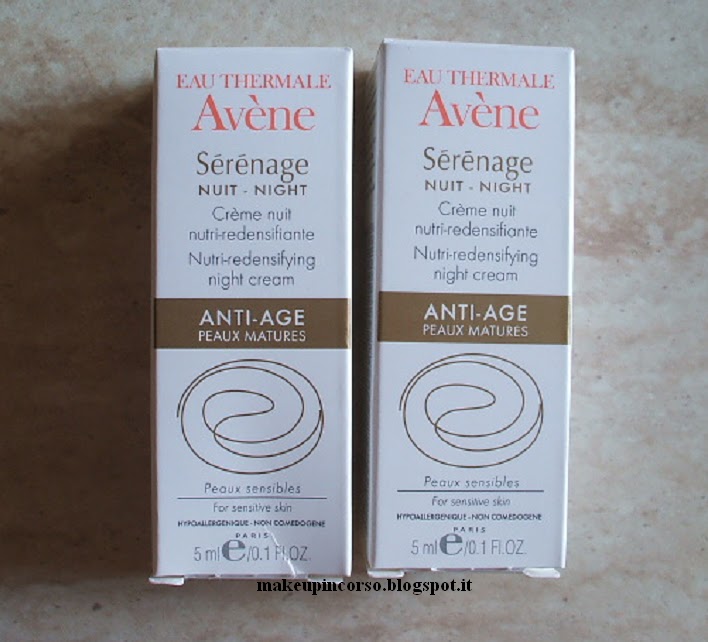 EAU THERMALE
Avène
Sérénage
NUIT - NIGHT
Crème nuit
nutri-redensifiante
Nutri-redensifying
night cream
ANTI-AGE
PEAUX MATURES
Peaux sensibles
For sensitive skin
HYPOALLERGENIQUE - NON COMEDOGENE
PARIS
5 ml e/0.1 FL.OZ.
EAU THERMALE
Avène
Sérénage
NUIT - NIGHT
Crème nuit
nutri-redensifiante
Nutri-redensifying
night cream
ANTI-AGE
PEAUX MATURES
Peaux sensibles
For sensitive skin
HYPOALLERGENIQUE - NON COMEDOGENE
PARIS
5 ml e/0.1 FL.OZ.
makeupincorso.blogspot.it